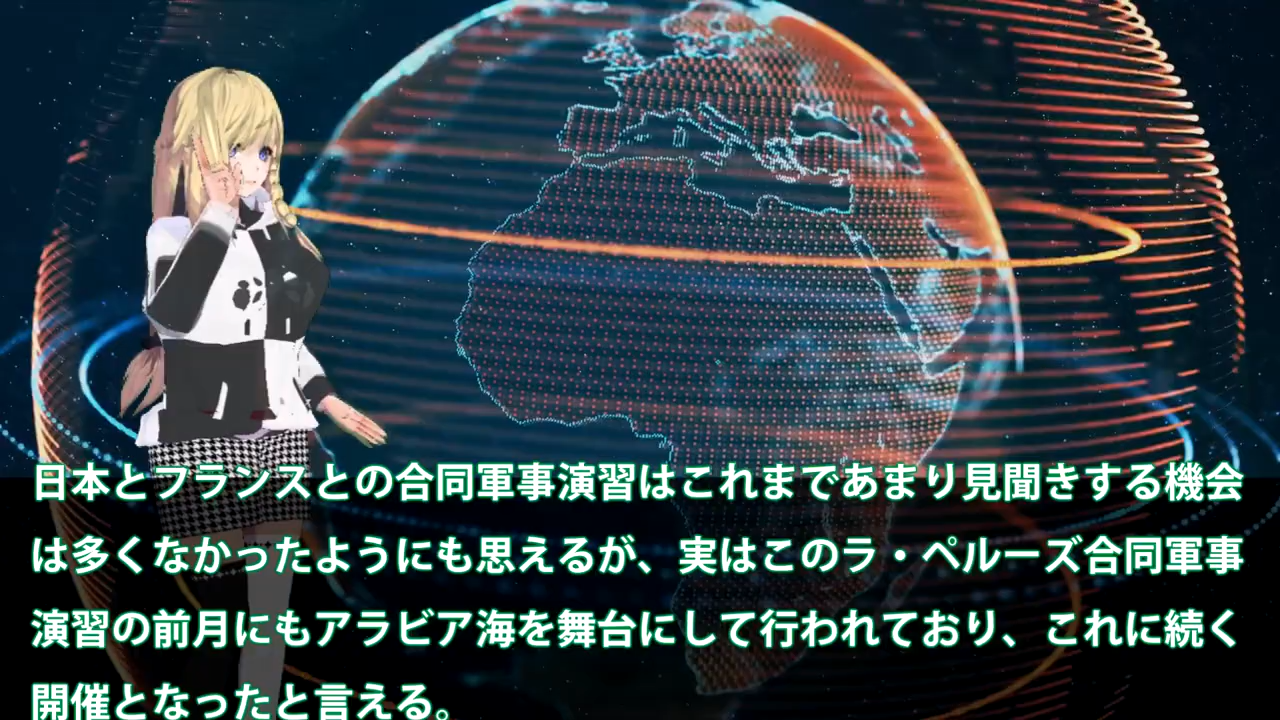 日本とフランスとの合同軍事演習はこれまであまり見聞きする機会
は多くなかったようにも思えるが、実はこのラ・ペルーズ合同軍事
演習の前月にもアラビア海を舞台にして行われており、これに続く
開催となったと言える。